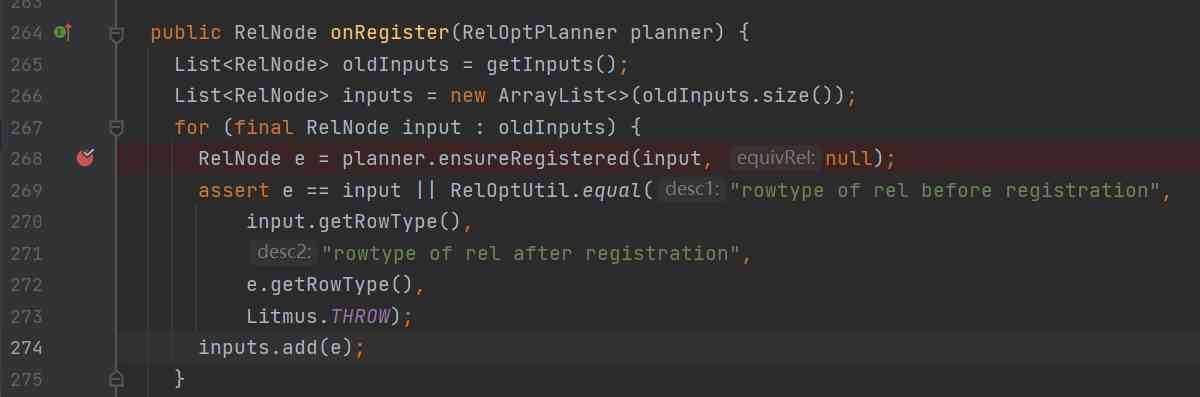 263
264 public RelNode onRegister(RelOptPlanner planner) {
265 List<RelNode> oldInputs = getInputs();
266 List<RelNode> inputs = new ArrayList<>(oldInputs.size());
267 for (final RelNode input : oldInputs) {
268 RelNode e = planner.ensureRegistered(input, equivRel: null);
269 assert e == input || RelOptUtil.equal( desc1: "rowtype of rel before registration",
270 input.getRowType(),
271 desc2: "rowtype of rel after registration",
272 e.getRowType(),
273 Litmus.THROW);
274 inputs.add(e);
275 }